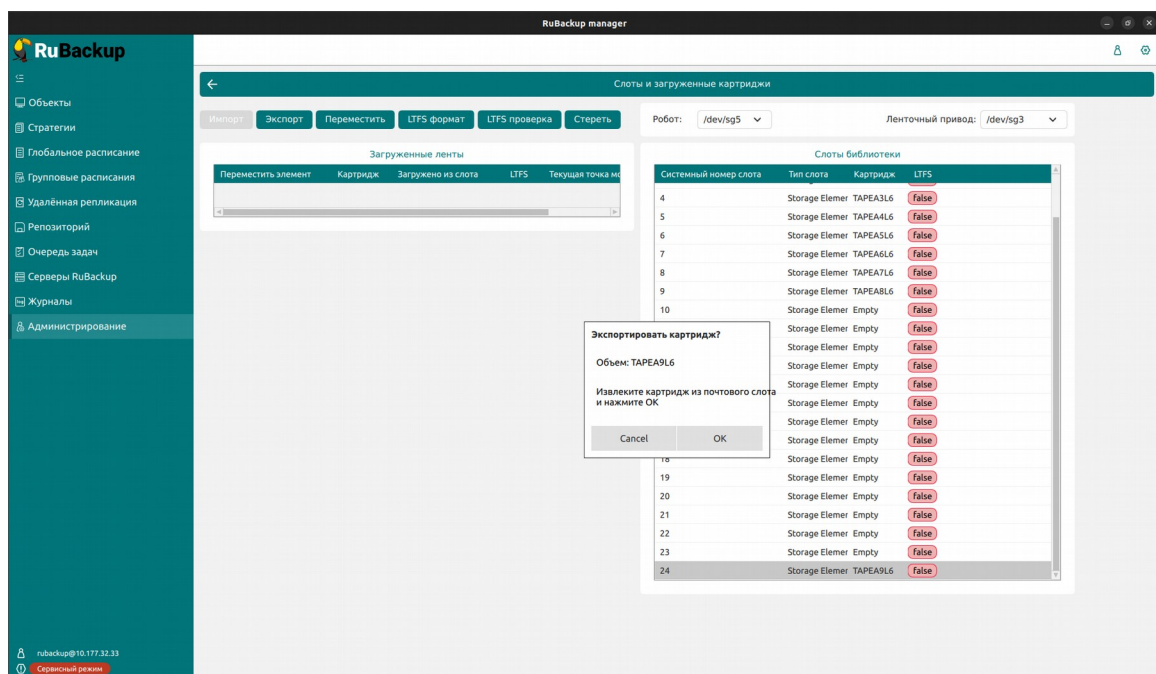 RuBackup manager
RuBackup
Объекты
Стратегии
Глобальное расписание
Групповые расписания
Удалённая репликация
Репозиторий
Очередь задач
Серверы RuBackup
Журналы
Администрирование
rubackup@10.177.32.33
Сервисный режим
Слоты и загруженные картриджи
Импорт Экспорт Переместить LTFS формат LTFS проверка Стереть
Робот: /dev/sg5 Ленточный привод: /dev/sg3
Загруженные ленты
Переместить элемент Картридж Загружено из слота LTFS Текущая точка мо
Слоты библиотеки
Системный номер слота Тип слота Картридж LTFS
4 Storage Elemer TAPEA3L6 false
5 Storage Elemer TAPEA4L6 false
6 Storage Elemer TAPEA5L6 false
7 Storage Elemer TAPEA6L6 false
8 Storage Elemer TAPEA7L6 false
9 Storage Elemer TAPEA8L6 false
10 Storage Elemer Empty false
Storage Elemer Empty false
Storage Elemer Empty false
Storage Elemer Empty false
Storage Elemer Empty false
Storage Elemer Empty false
Storage Elemer Empty false
Storage Elemer Empty false
18 Storage Elemer Empty false
19 Storage Elemer Empty false
20 Storage Elemer Empty false
21 Storage Elemer Empty false
22 Storage Elemer Empty false
23 Storage Elemer Empty false
24 Storage Elemer TAPEA9L6 false
Экспортировать картридж?
Объем: TAPEA9L6
Извлеките картридж из почтового слота
и нажмите OK
Cancel OK